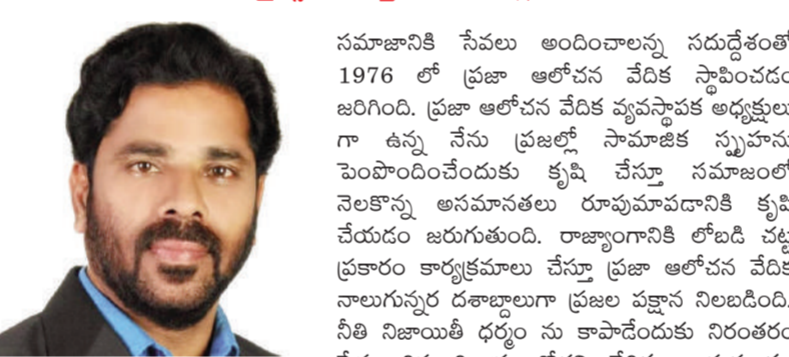 సమాజానికి సేవలు అందించాలన్న సదుద్దేశంతో
1976 లో ప్రజా ఆలోచన వేదిక స్థాపించడం
జరిగింది. ప్రజా ఆలోచన వేదిక వ్యవస్థాపక అధ్యక్షులు
గా ఉన్న నేను ప్రజల్లో సామాజిక స్పృహను
పెంపొందించేందుకు కృషి చేస్తూ సమాజంలో
నెలకొన్న అసమానతలు రూపుమాపడానికి కృషి
చేయడం జరుగుతుంది. రాజ్యాంగానికి లోబడి చట్ట
ప్రకారం కార్యక్రమాలు చేస్తూ ప్రజా ఆలోచన వేదిక
నాలుగున్నర దశాబ్దాలుగా ప్రజల పక్షాన నిలబడింది.
నీతి నిజాయితీ ధర్మం ను కాపాడేందుకు నిరంతరం